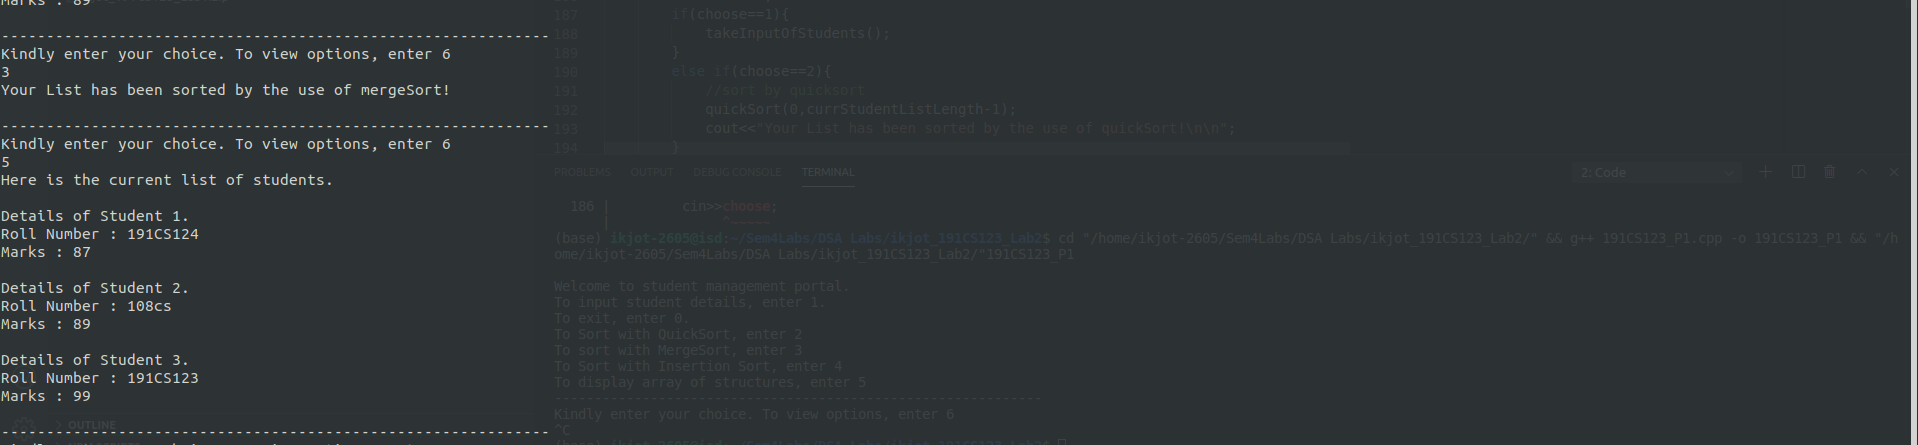 Marks : 89
------------------------------------------------------------
Kindly enter your choice. To view options, enter 6
3
Your List has been sorted by the use of mergeSort!
------------------------------------------------------------
Kindly enter your choice. To view options, enter 6
5
Here is the current list of students.
Details of Student 1.
Roll Number : 191CS124
Marks : 87
Details of Student 2.
Roll Number : 108cs
Marks : 89
Details of Student 3.
Roll Number : 191CS123
Marks : 99
------------------------------------------------------------
OUTLINE
187 if(choose==1){
188 takeInputOfStudents();
189 }
190 else if(choose==2){
191 //sort by quicksort
192 quickSort(0,currStudentListLength-1);
193 cout<<"Your List has been sorted by the use of quickSort!\n\n";
194 }
PROBLEMS OUTPUT DEBUG CONSOLE TERMINAL 2: Code
186 | cin>>choose;
| ^~~~~~
(base) ikjot-2605@isd:~/Sem4Labs/DSA Labs/ikjot_191CS123_Lab2$ cd "/home/ikjot-2605/Sem4Labs/DSA Labs/ikjot_191CS123_Lab2/" && g++ 191CS123_P1.cpp -o 191CS123_P1 && "/h
ome/ikjot-2605/Sem4Labs/DSA Labs/ikjot_191CS123_Lab2/"191CS123_P1
Welcome to student management portal.
To input student details, enter 1.
To exit, enter 0.
To Sort with QuickSort, enter 2
To sort with MergeSort, enter 3
To Sort with Insertion Sort, enter 4
To display array of structures, enter 5
------------------------------------------------------------
Kindly enter your choice. To view options, enter 6
^C